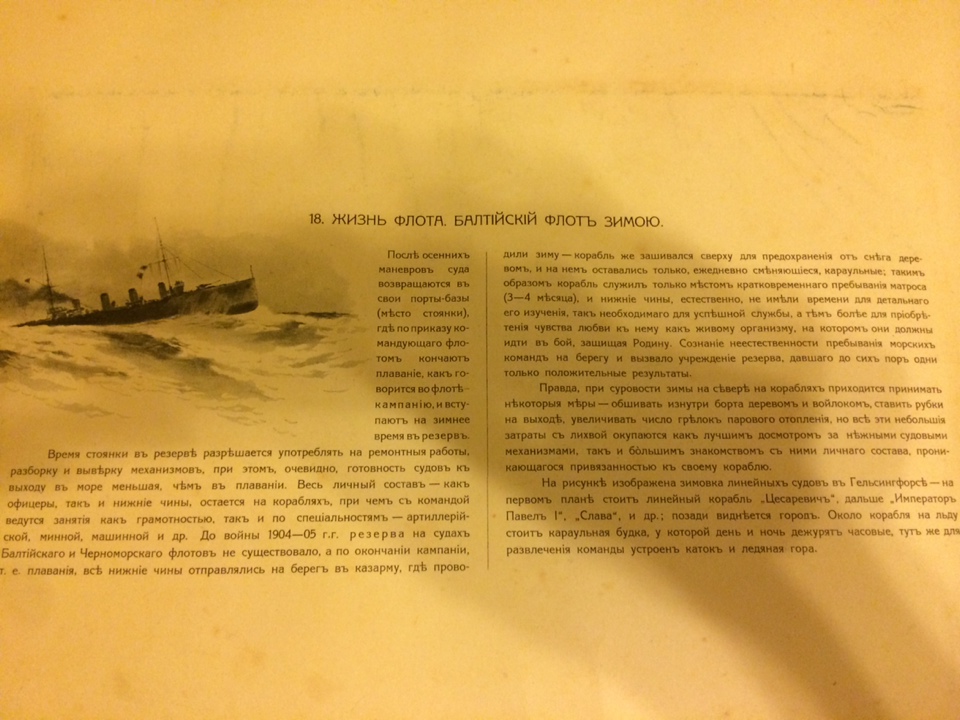 18. ЖИЗНЬ ФЛОТА. БАЛТІЙСКІЙ ФЛОТЪ ЗИМОЮ.
Послѣ осеннихъ
маневровъ суда
возвращаются въ
свои порты-базы
(мѣсто стоянки),
гдѣ по приказу ко-
мандующаго фло-
томъ кончаютъ
плаваніе, какъ го-
ворится во флотѣ—
кампанію, и всту-
паютъ на зимнее
время въ резервъ.
Время стоянки въ резервѣ разрѣшается употреблять на ремонтныя работы,
разборку и вывѣрку механизмовъ, при этомъ, очевидно, готовность судовъ къ
выходу въ море меньшая, чѣмъ въ плаваніи. Весь личный составъ — какъ
офицеры, такъ и нижніе чины, остается на корабляхъ, при чемъ съ командой
ведутся занятія какъ грамотностью, такъ и по спеціальностямъ — артиллерій-
ской, минной, машинной и др. До войны 1904—05 г.г. резерва на судахъ
Балтійскаго и Черноморскаго флотовъ не существовало, а по окончаніи кампаніи,
т. е. плаванія, всѣ нижніе чины отправлялись на берегъ въ казарму, гдѣ прово-
дили зиму — корабль же зашивался сверху для предохраненія отъ снѣга дере-
вомъ, и на немъ оставались только, ежедневно смѣняющіеся, караульные; такимъ
образомъ корабль служилъ только мѣстомъ кратковременнаго пребыванія матроса
(3—4 мѣсяца), и нижніе чины, естественно, не имѣли времени для детальнаго
его изученія, такъ необходимаго для успѣшной службы, а тѣмъ болѣе для пріобрѣ-
тенія чувства любви къ нему какъ живому организму, на которомъ они должны
идти въ бой, защищая Родину. Сознаніе неестественности пребыванія морскихъ
командъ на берегу и вызвало учрежденіе резерва, давшаго до сихъ поръ одни
только положительные результаты.
Правда, при суровости зимы на сѣверѣ на корабляхъ приходится принимать
нѣкоторыя мѣры — обшивать изнутри борта деревомъ и войлокомъ, ставить рубки
на выходѣ, увеличивать число грѣлокъ парового отопленія, но всѣ эти небольшія
затраты съ лихвой окупаются какъ лучшимъ досмотромъ за нѣжными судовыми
механизмами, такъ и бо́льшимъ знакомствомъ съ ними личнаго состава, прони-
кающагося привязанностью къ своему кораблю.
На рисункѣ изображена зимовка линейныхъ судовъ въ Гельсингфорсѣ — на
первомъ планѣ стоитъ линейный корабль „Цесаревичъ“, дальше „Императоръ
Павелъ I“, „Слава“, и др.; позади виднѣется городъ. Около корабля на льду
стоитъ караульная будка, у которой день и ночь дежурятъ часовые, тутъ же для
развлеченія команды устроенъ катокъ и ледяная гора.